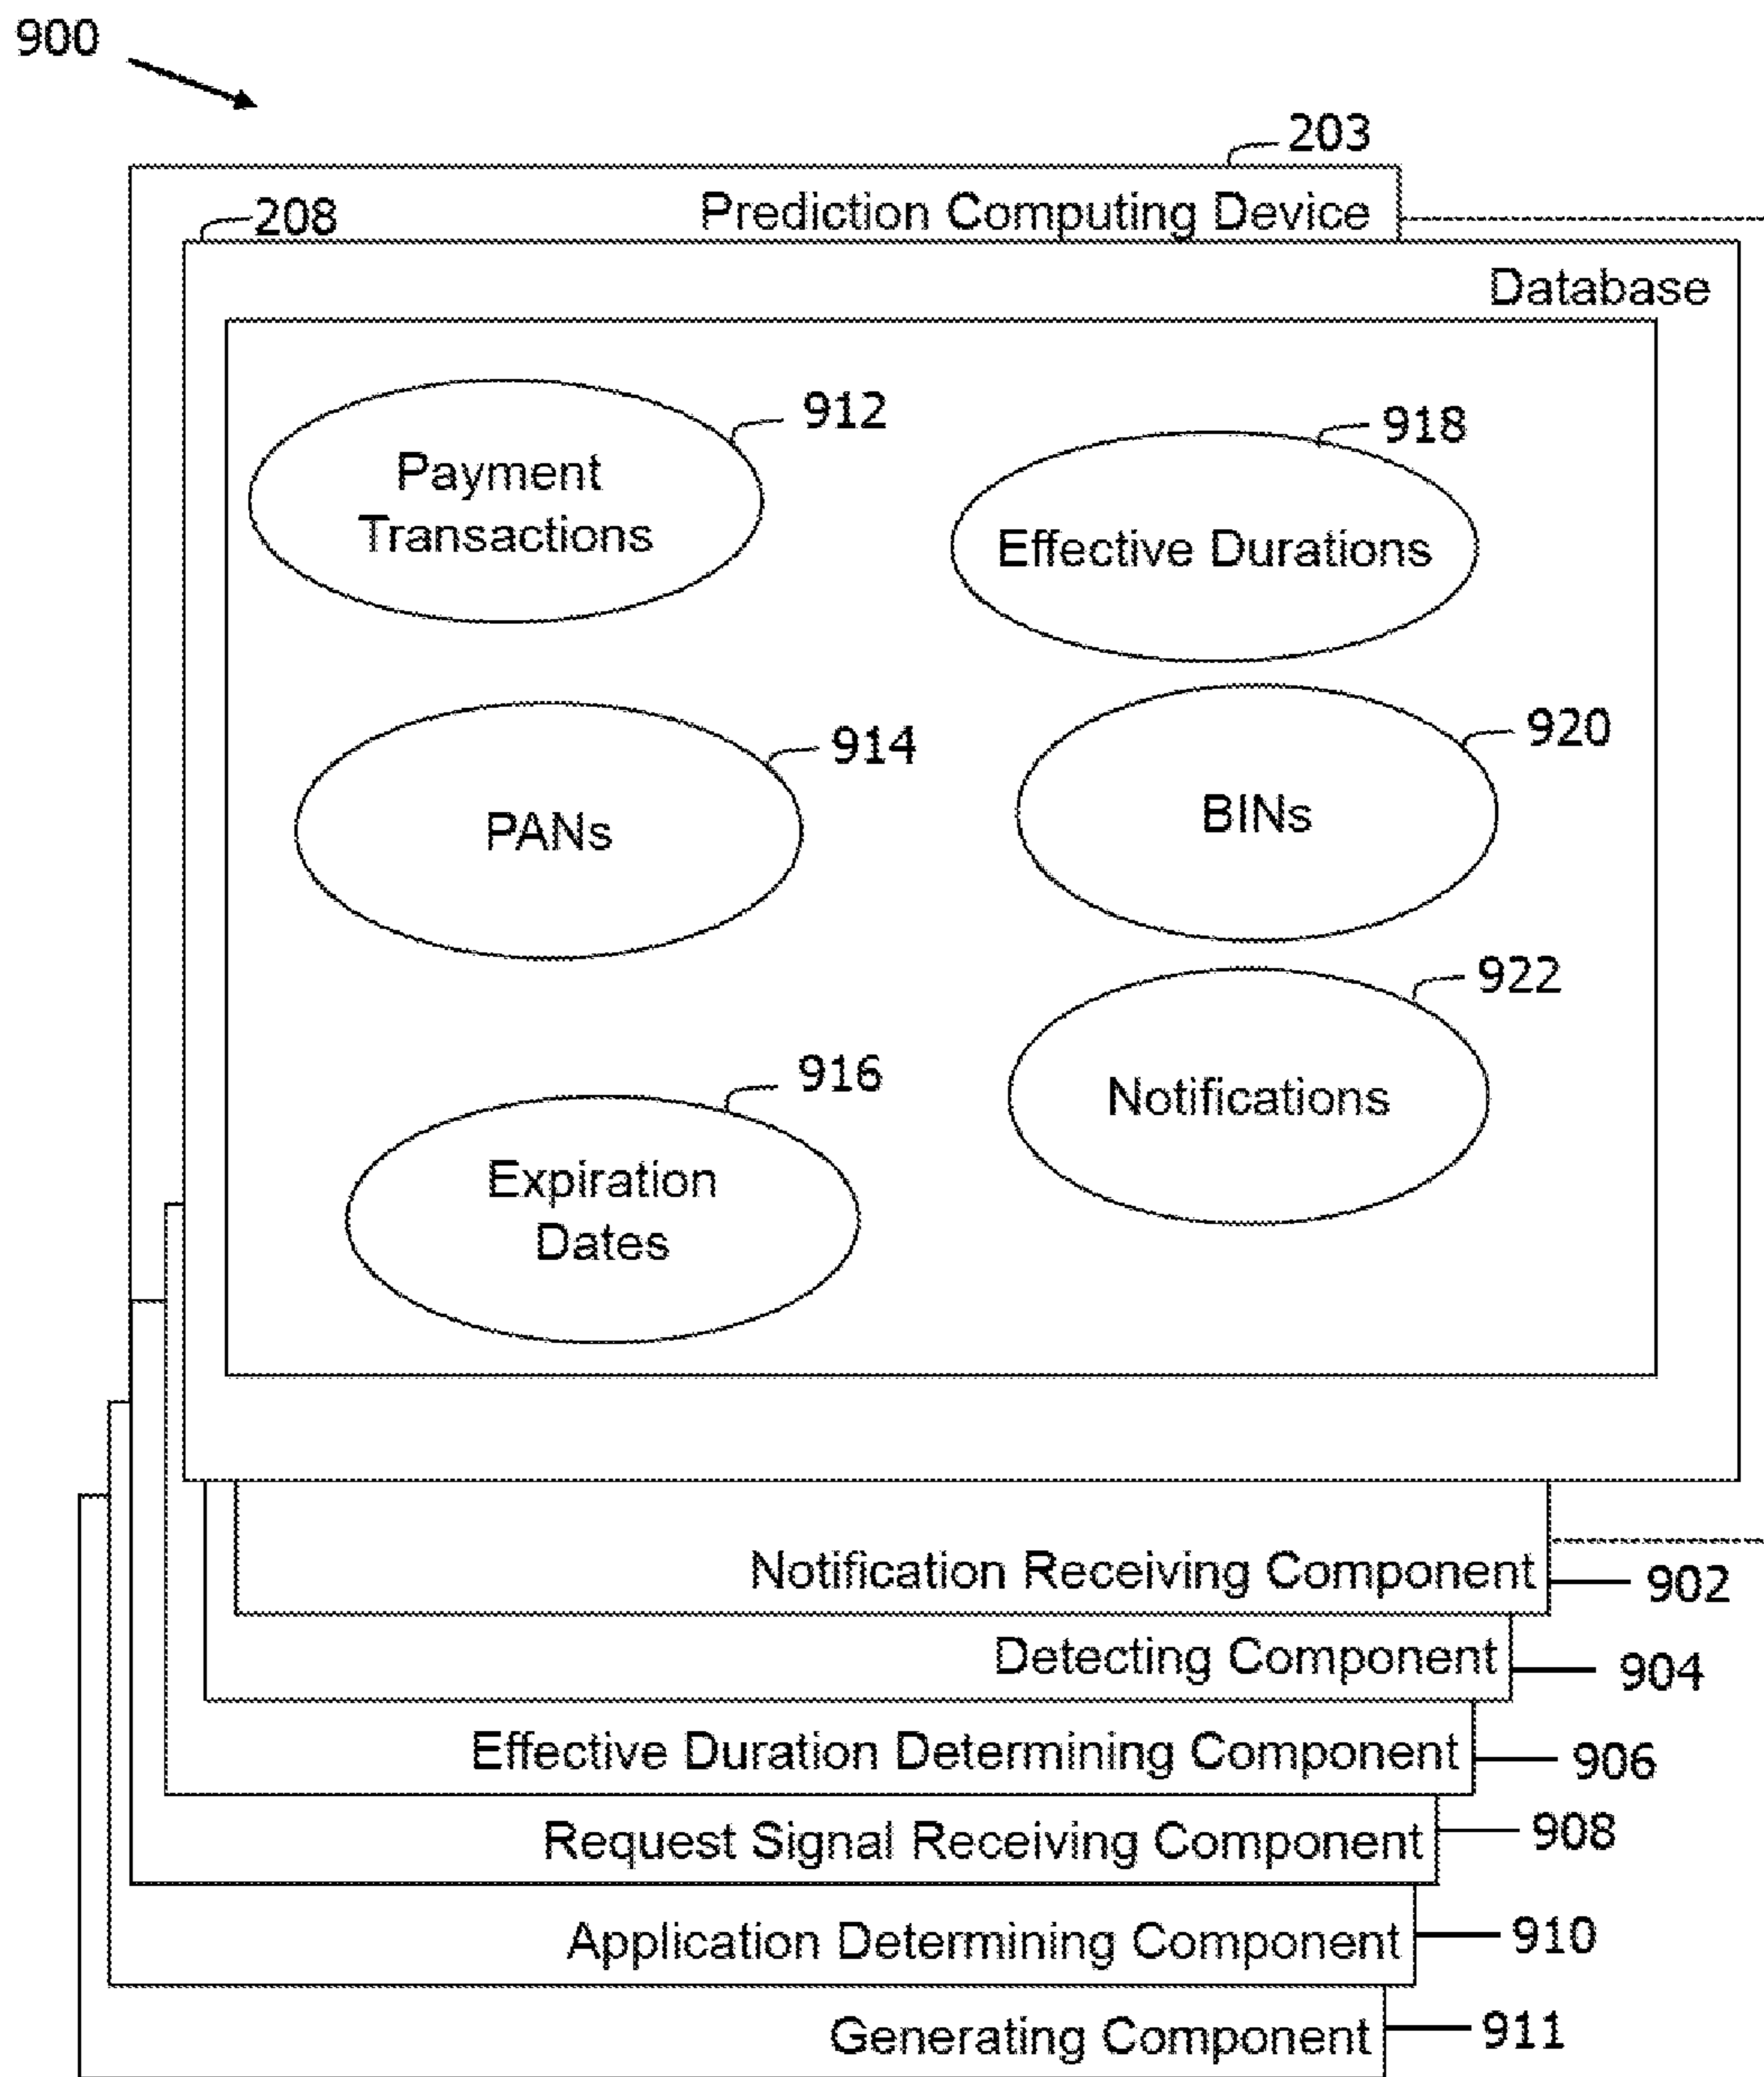 900
203
Prediction Computing Device
208
Database
912
Payment
Transactions
918
Effective Durations
914
PANs
920
BINs
922
Notifications
916
Expiration
Dates
Notification Receiving Component
902
Detecting Component
904
Effective Duration Determining Component
906
Request Signal Receiving Component
908
Application Determining Component
910
Generating Component
911